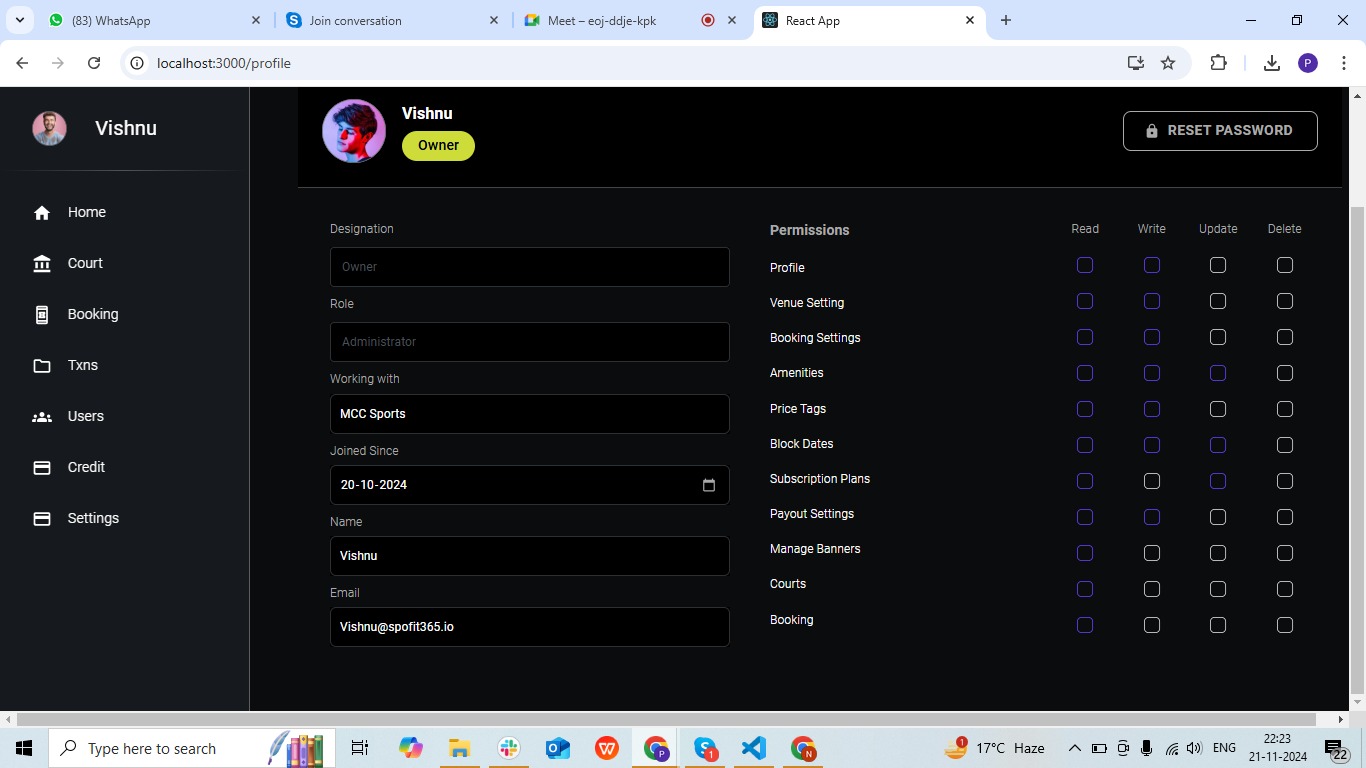 (83) WhatsApp
Join conversation
Meet – eoj-ddje-kpk
React App
localhost:3000/profile
P
Vishnu
Vishnu
Owner
RESET PASSWORD
Home
Court
Booking
Txns
Users
Credit
Settings
Designation
Owner
Role
Administrator
Working with
MCC Sports
Joined Since
20-10-2024
Name
Vishnu
Email
Vishnu@spofit365.io
Permissions Read Write Update Delete
Profile
Venue Setting
Booking Settings
Amenities
Price Tags
Block Dates
Subscription Plans
Payout Settings
Manage Banners
Courts
Booking
Type here to search
W
P
S
1
N
1
17°C Haze
ENG
22:23
21-11-2024
22